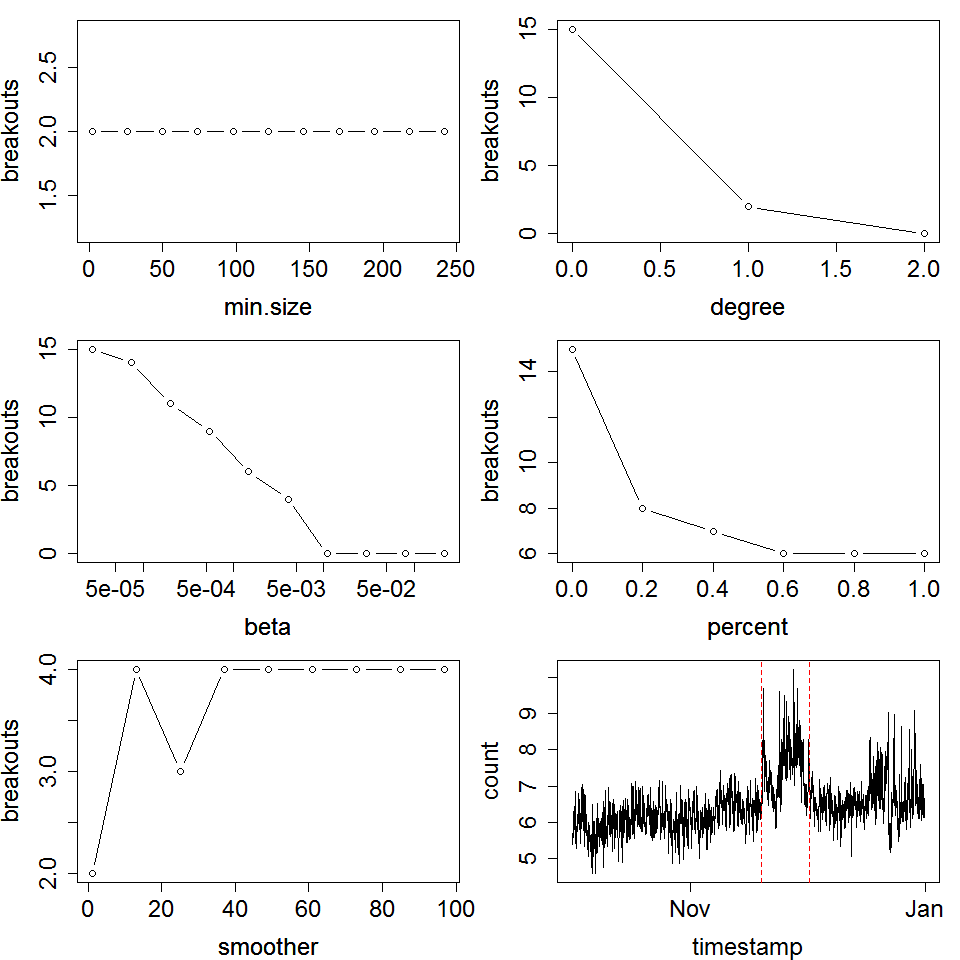 breakouts
1.5 2.0 2.5
0 50 100 150 200 250
min.size
breakouts
0 5 10 15
0.0 0.5 1.0 1.5 2.0
degree
breakouts
0 5 10 15
5e-05 5e-04 5e-03 5e-02
beta
breakouts
6 8 10 14
0.0 0.2 0.4 0.6 0.8 1.0
percent
breakouts
2.0 3.0 4.0
0 20 40 60 80 100
smoother
count
5 6 7 8 9
Nov Jan
timestamp